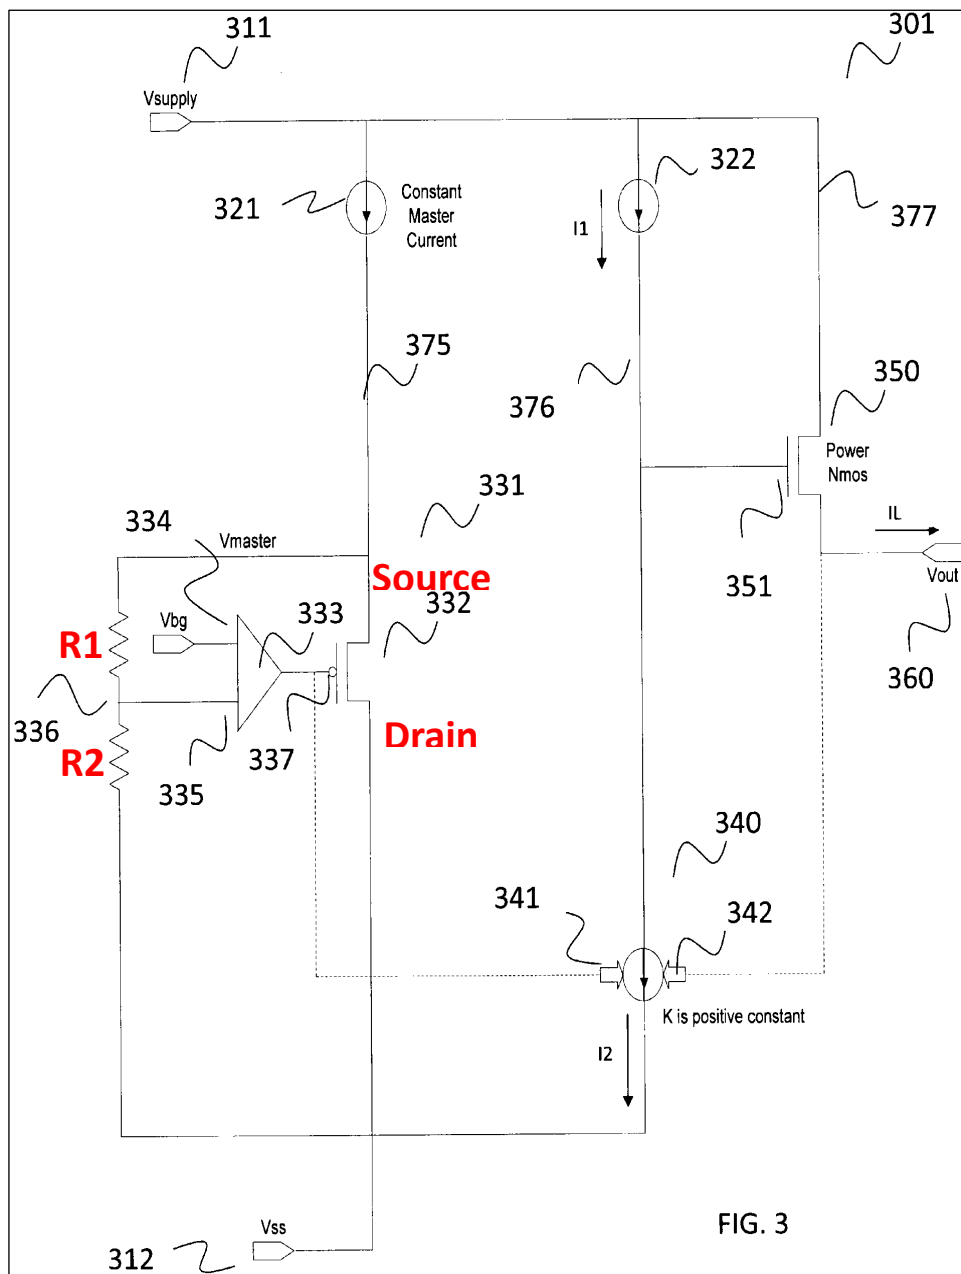 311
301
Vsupply
322
321
Constant
Master
Current
I1
377
375
376
350
Power
Nmos
334
Vmaster
331
IL
Source
351
Vout
332
Vbg
333
R1
360
336
Drain
R2
337
335
340
341
342
K is positive constant
I2
Vss
FIG. 3
312